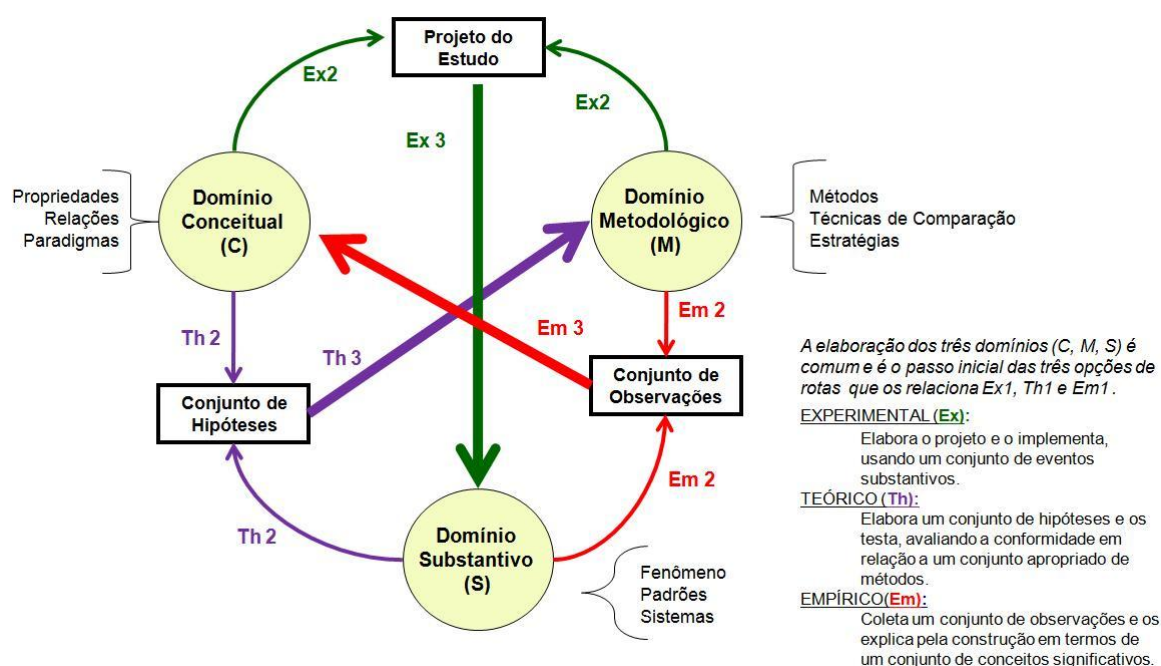 Projeto do
Estudo
Ex2
Ex2
Ex 3
Propriedades
Relações
Paradigmas
Domínio
Conceitual
(C)
Domínio
Metodológico
(M)
Métodos
Técnicas de Comparação
Estratégias
Th 2
Th 3
Em 3
Em 2
Conjunto de
Hipóteses
Conjunto de
Observações
Th 2
Em 2
Domínio
Substantivo
(S)
Fenômeno
Padrões
Sistemas
A elaboração dos três domínios (C, M, S) é
comum e é o passo inicial das três opções de
rotas que os relaciona Ex1, Th1 e Em1.
EXPERIMENTAL (Ex):
Elabora o projeto e o implementa,
usando um conjunto de eventos
substantivos.
TEÓRICO (Th):
Elabora um conjunto de hipóteses e os
testa, avaliando a conformidade em
relação a um conjunto apropriado de
métodos.
EMPÍRICO(Em):
Coleta um conjunto de observações e os
explica pela construção em termos de
um conjunto de conceitos significativos.